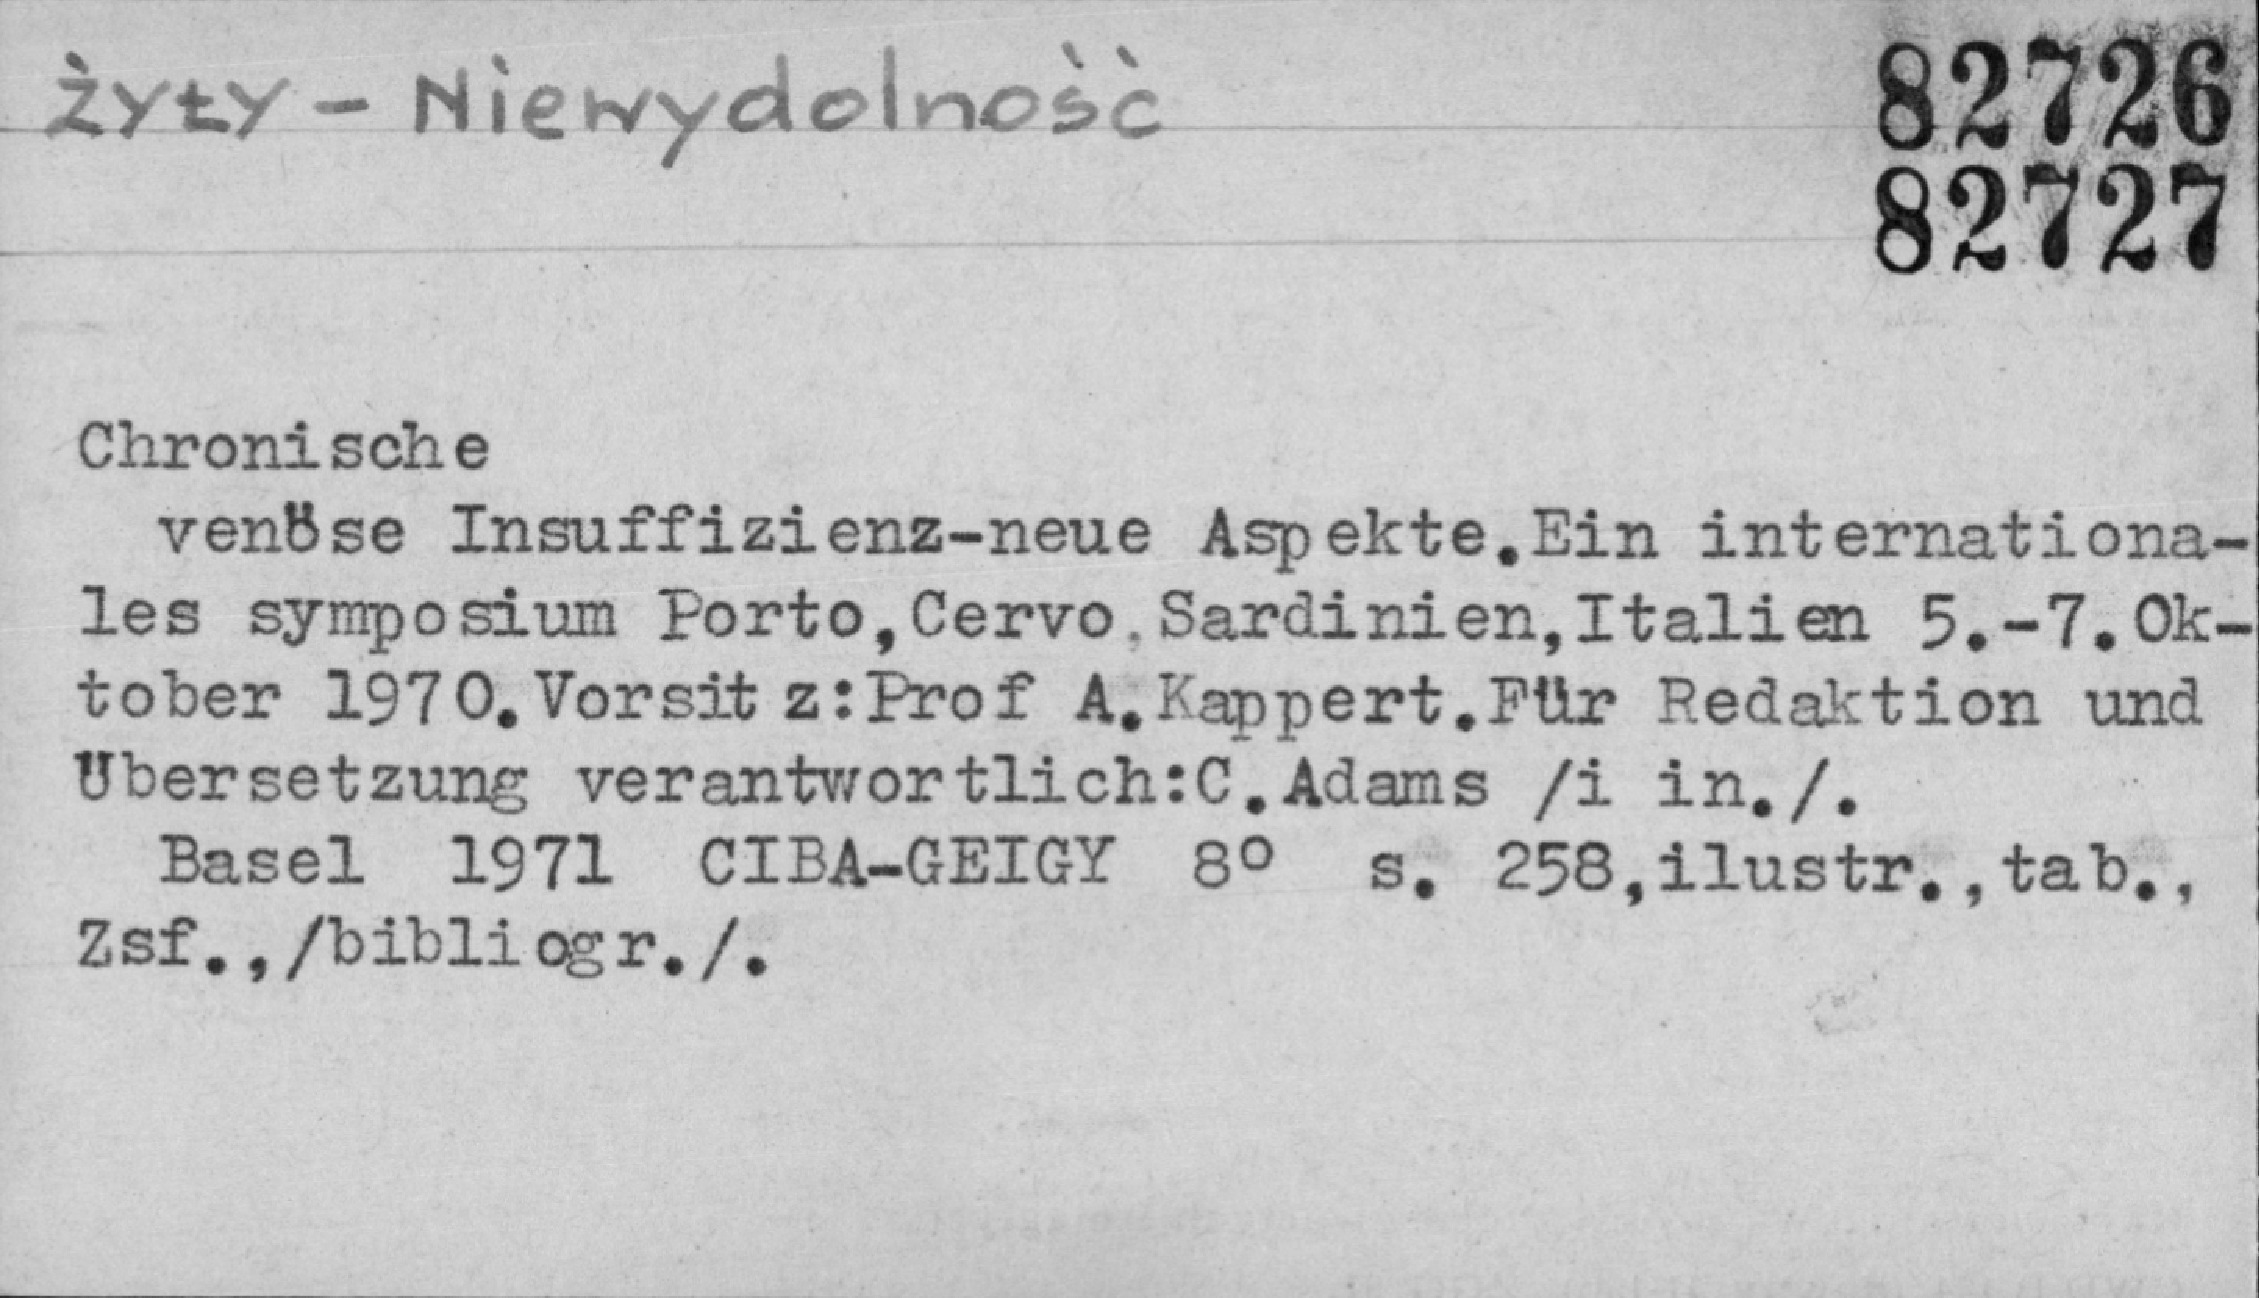 Żyły - Niewydolność
82726
82727
Chronische
venöse Insuffizienz-neue Aspekte.Ein internationa-
les symposium Porto,Cervo,Sardinien,Italien 5.-7.Ok-
tober 1970.Vorsitz:Prof A.Kappert.Für Redaktion und
Übersetzung verantwortlich:C.Adams /i in./.
Basel 1971 CIBA-GEIGY 8° s. 258,ilustr.,tab.,
Zsf.,/bibliogr./.